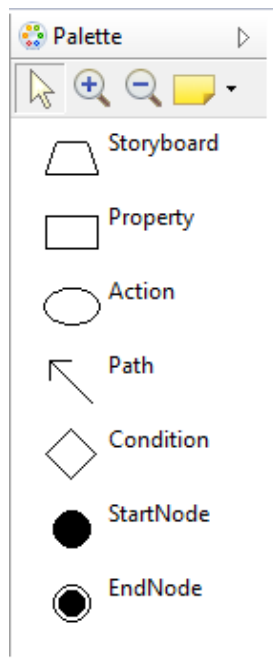 Palette
Storyboard
Property
Action
Path
Condition
StartNode
EndNode